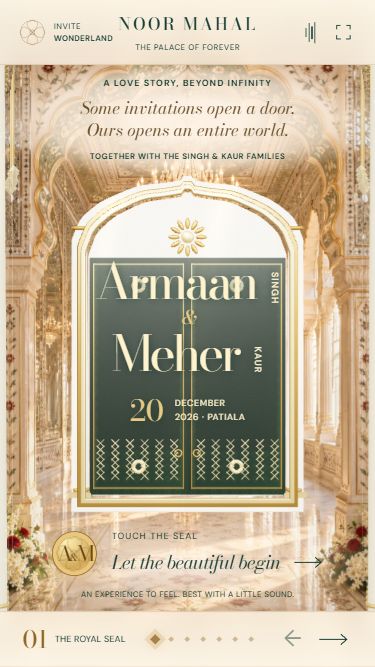 INVITE
WONDERLAND
NOOR MAHAL
THE PALACE OF FOREVER
A LOVE STORY, BEYOND INFINITY
Some invitations open a door.
Ours opens an entire world.
TOGETHER WITH THE SINGH & KAUR FAMILIES
Armaan
SINGH
&
Meher
KAUR
20
DECEMBER
2026 · PATIALA
A&M
TOUCH THE SEAL
Let the beautiful begin
AN EXPERIENCE TO FEEL. BEST WITH A LITTLE SOUND.
01
THE ROYAL SEAL